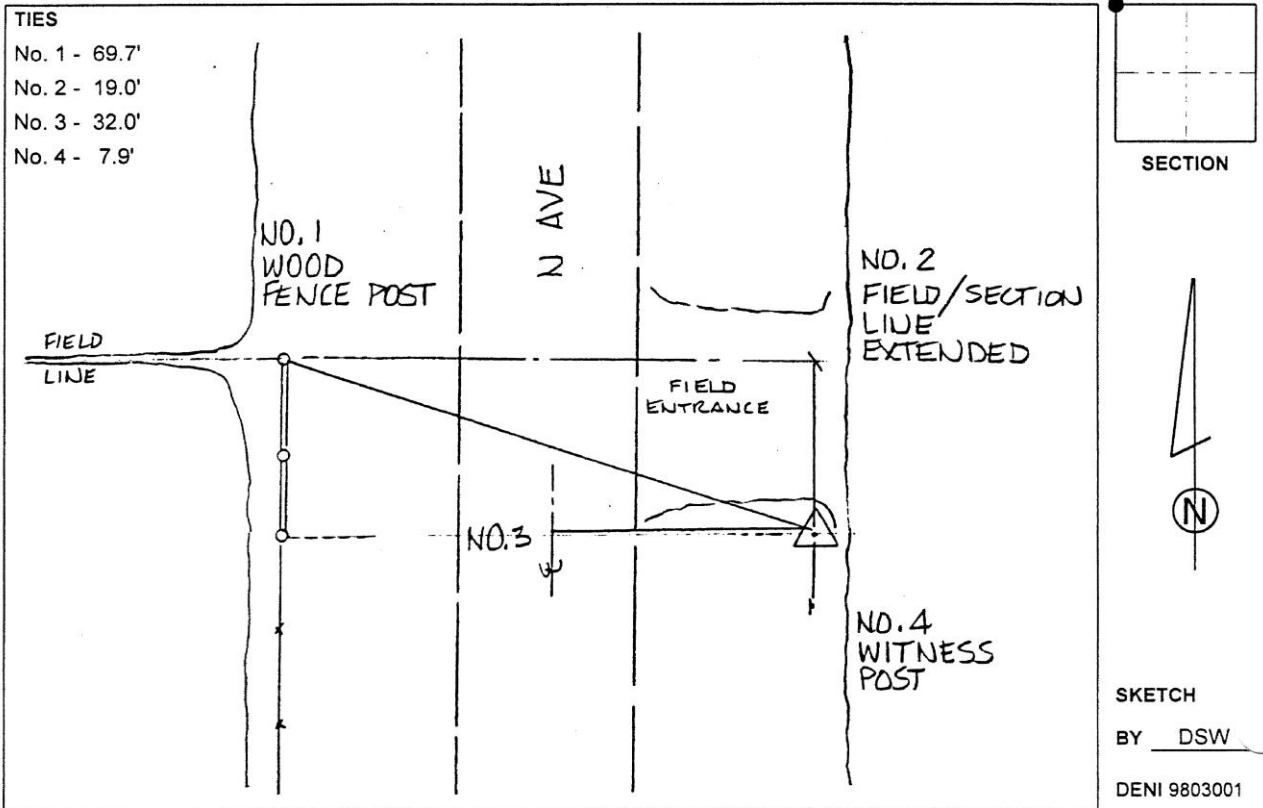 TIES
No. 1 - 69.7'
No. 2 - 19.0'
No. 3 - 32.0'
No. 4 - 7.9'
N AVE
NO. 1
WOOD
FENCE POST
NO. 2
FIELD/SECTION
LINE
EXTENDED
FIELD
LINE
FIELD
ENTRANCE
NO. 3
℄
NO. 4
WITNESS
POST
SECTION
N
SKETCH
BY DSW
DENI 9803001